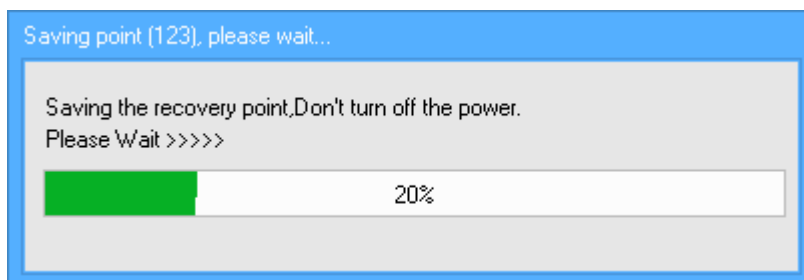 Saving point (123), please wait...
Saving the recovery point,Don't turn off the power.
Please Wait >>>>>
20%